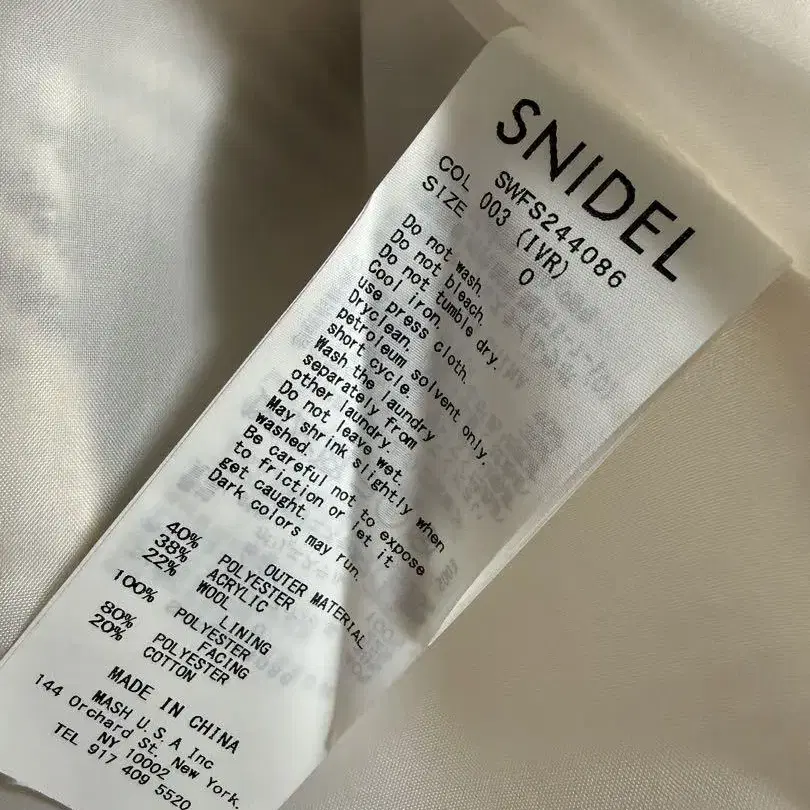 SNIDEL
SWFS244086
COL 003 (IVR)
SIZE 0
Do not wash.
Do not bleach.
Do not tumble dry.
Cool iron.
use press cloth.
Dryclean.
petroleum solvent only.
short cycle
Wash the laundry
separately from
other laundry.
Do not leave wet.
May shrink slightly when
washed.
Be careful not to expose
to friction or let it
get caught.
Dark colors may run.
OUTER MATERIAL
40% POLYESTER
38% ACRYLIC
22% WOOL
LINING
100% POLYESTER
FACING
80% POLYESTER
20% COTTON
MADE IN CHINA
MASH U.S.A Inc
144 Orchard St. New York.
NY 10002
TEL 917 409 5520